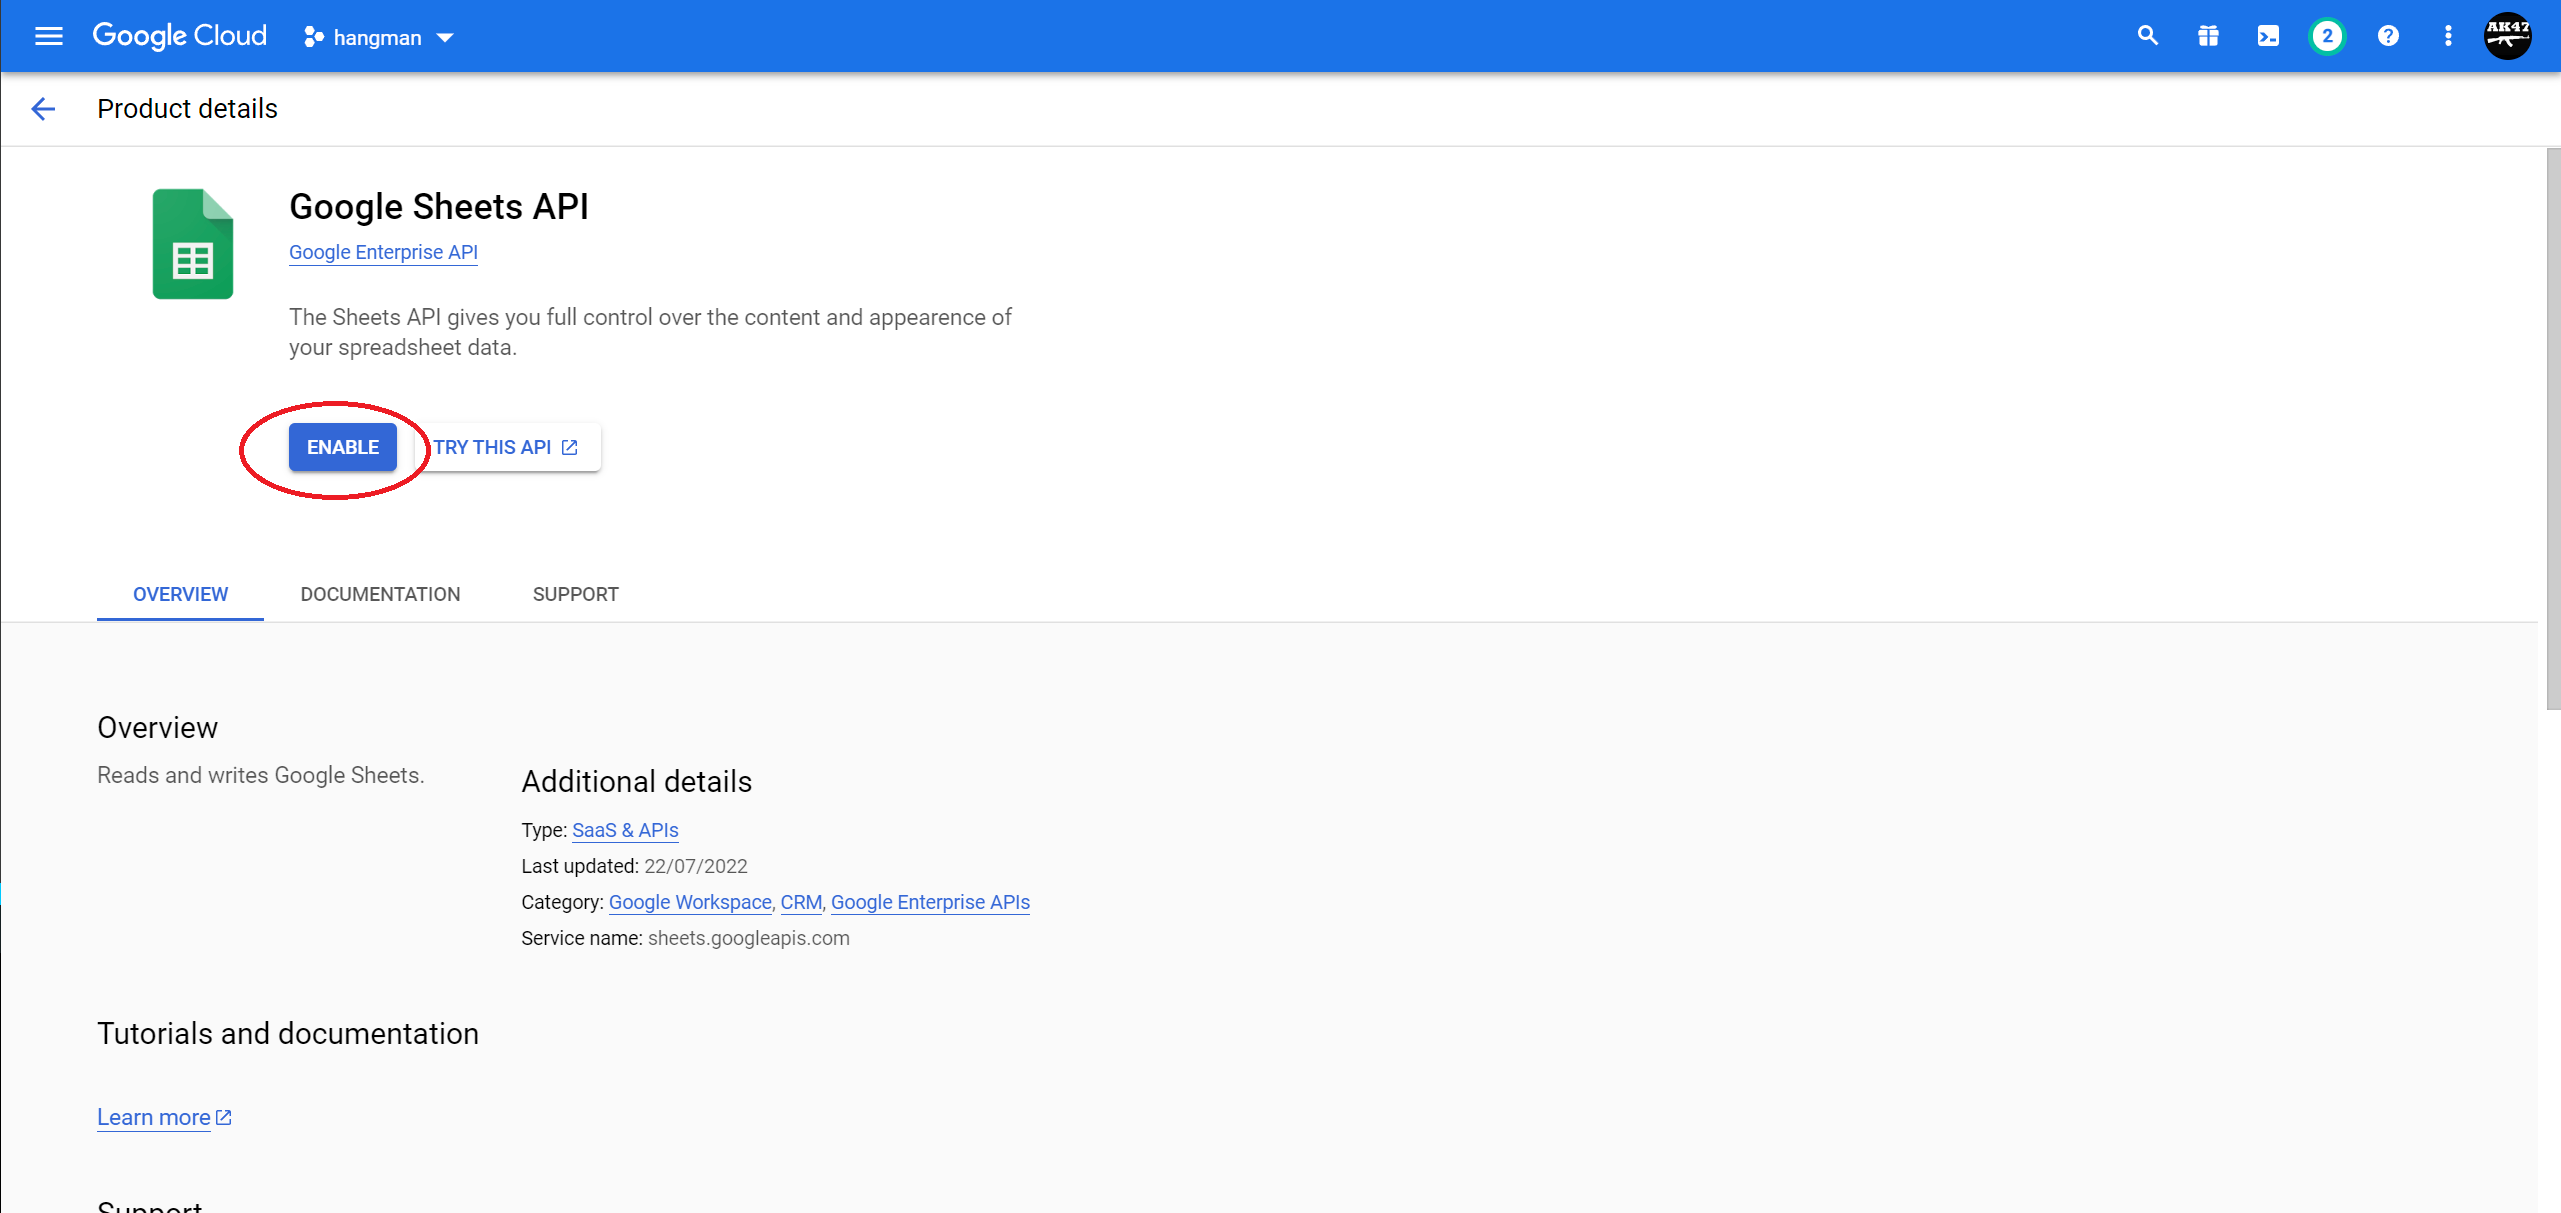 Google Cloud hangman 2 ? AK47
Product details
Google Sheets API
Google Enterprise API
The Sheets API gives you full control over the content and appearence of
your spreadsheet data.
ENABLE TRY THIS API
OVERVIEW DOCUMENTATION SUPPORT
Overview
Reads and writes Google Sheets.
Additional details
Type: SaaS & APIs
Last updated: 22/07/2022
Category: Google Workspace, CRM, Google Enterprise APIs
Service name: sheets.googleapis.com
Tutorials and documentation
Learn more
Support